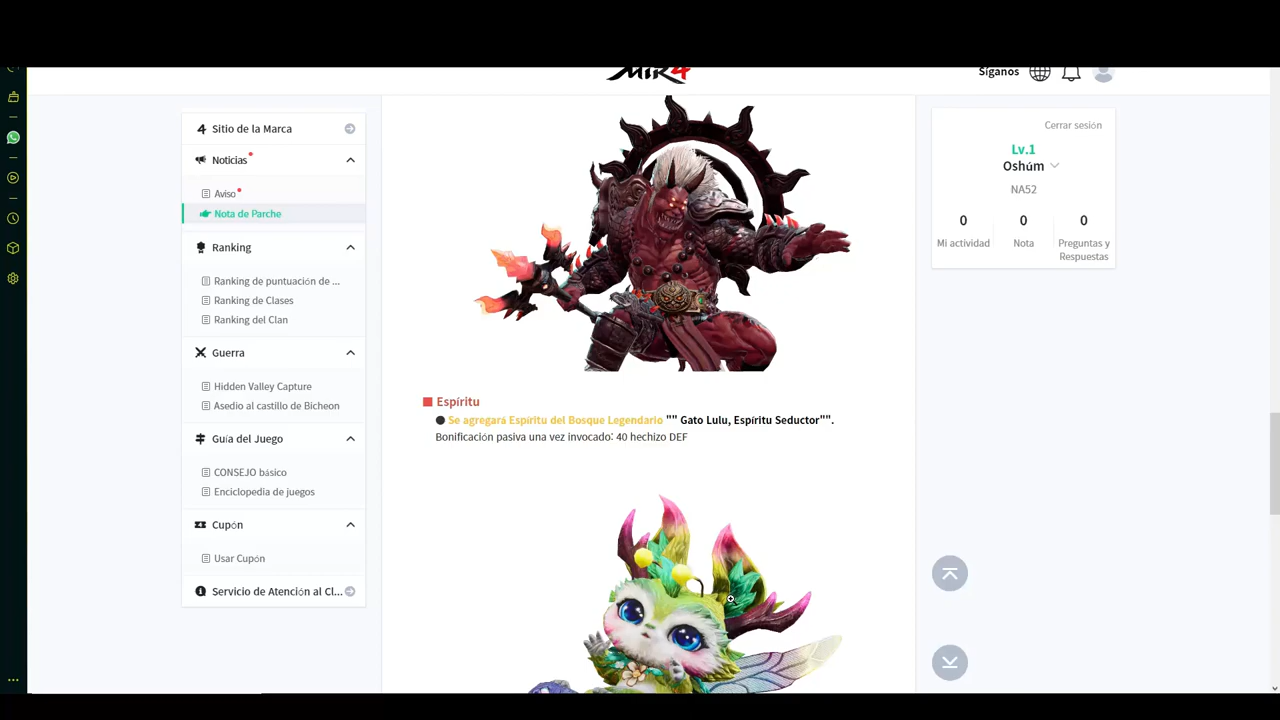 MIR4
Síganos
4 Sitio de la Marca
Noticias
Aviso
Nota de Parche
Ranking
Ranking de puntuación de ...
Ranking de Clases
Ranking del Clan
Guerra
Hidden Valley Capture
Asedio al castillo de Bicheon
Guía del Juego
CONSEJO básico
Enciclopedia de juegos
Cupón
Usar Cupón
Servicio de Atención al Cl...
Espíritu
Se agregará Espíritu del Bosque Legendario "" Gato Lulu, Espíritu Seductor"".
Bonificación pasiva una vez invocado: 40 hechizo DEF
Cerrar sesión
Lv.1
Oshúm
NA52
0 0 0
Mi actividad Nota Preguntas y
Respuestas